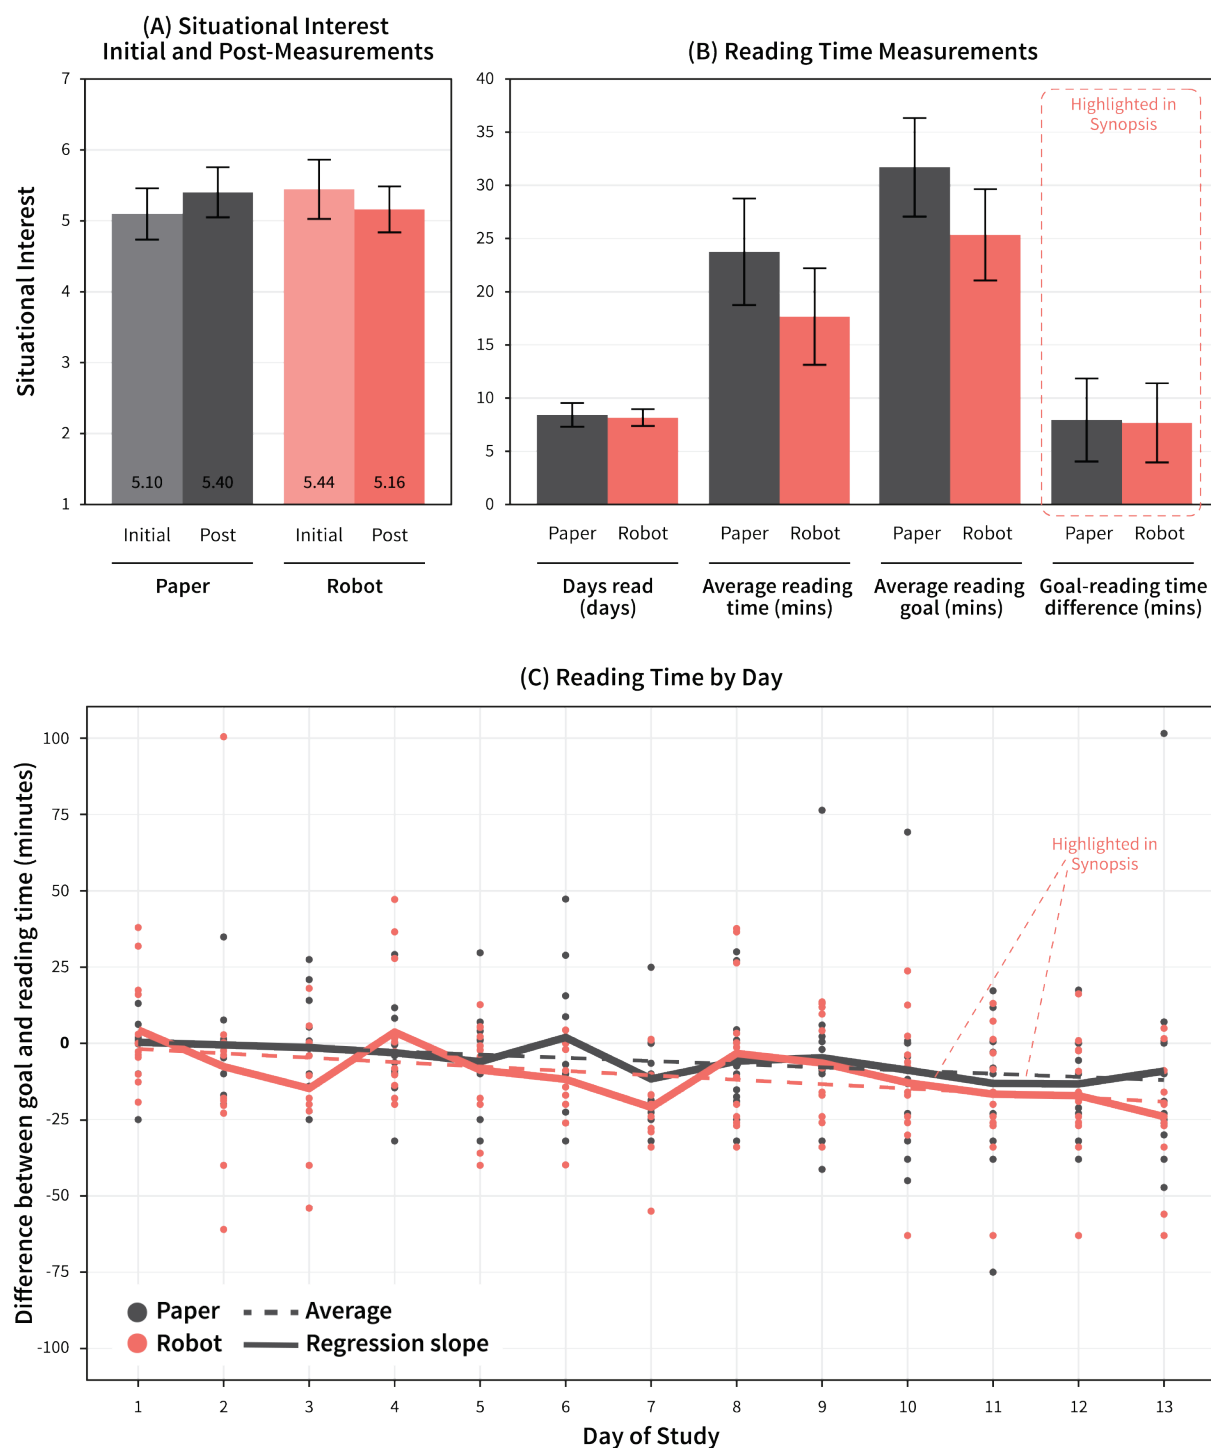 (A) Situational Interest
Initial and Post-Measurements
7
6
5
4
3
2
1
Situational Interest
5.10
5.40
5.44
5.16
Initial
Post
Initial
Post
Paper
Robot
(B) Reading Time Measurements
40
35
30
25
20
15
10
5
0
Highlighted in
Synopsis
Paper
Robot
Paper
Robot
Paper
Robot
Paper
Robot
Days read
(days)
Average reading
time (mins)
Average reading
goal (mins)
Goal-reading time
difference (mins)
(C) Reading Time by Day
Difference between goal and reading time (minutes)
100
75
50
25
0
-25
-50
-75
-100
Highlighted in
Synopsis
Paper
Average
Robot
Regression slope
1
2
3
4
5
6
7
8
9
10
11
12
13
Day of Study